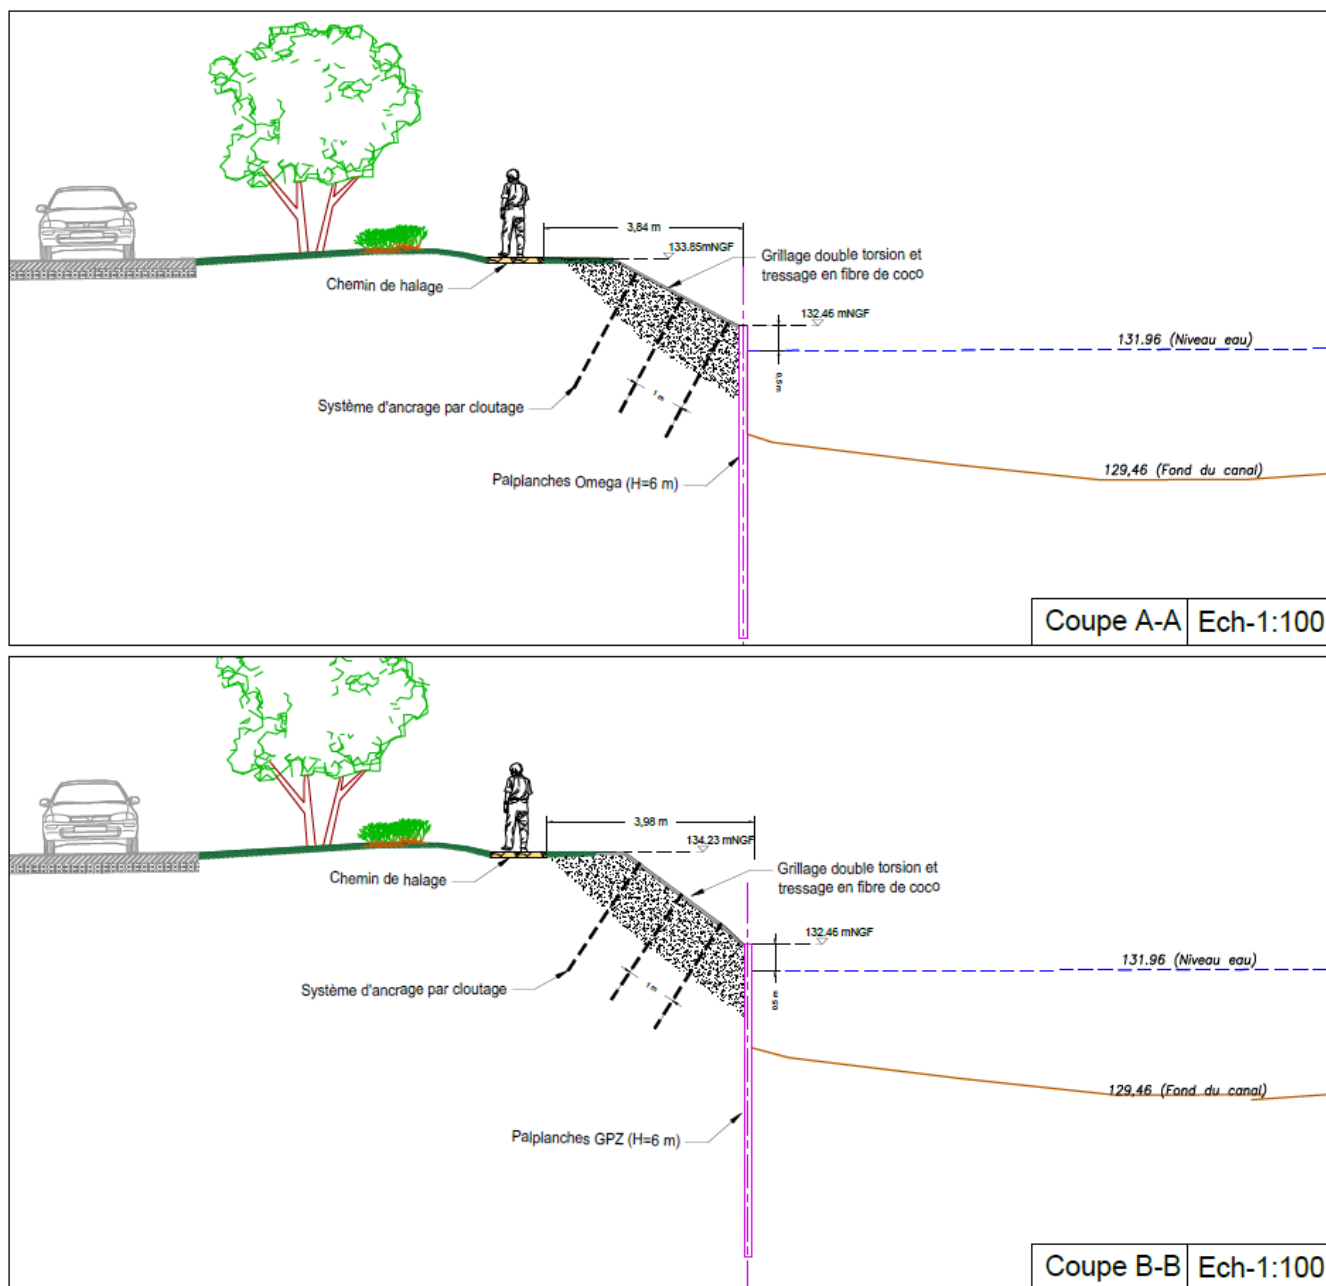 3,84 m
133.85mNGF
Grillage double torsion et
tressage en fibre de coco
Chemin de halage
132.46 mNGF
131.96 (Niveau eau)
0,5 m
1 m
Système d'ancrage par cloutage
129,46 (Fond du canal)
Palplanches Omega (H=6 m)
Coupe A-A
Ech-1:100
3,98 m
134.23 mNGF
Grillage double torsion et
tressage en fibre de coco
Chemin de halage
132.46 mNGF
131.96 (Niveau eau)
Système d'ancrage par cloutage
1 m
0.5 m
129,46 (Fond du canal)
Palplanches GPZ (H=6 m)
Coupe B-B
Ech-1:100